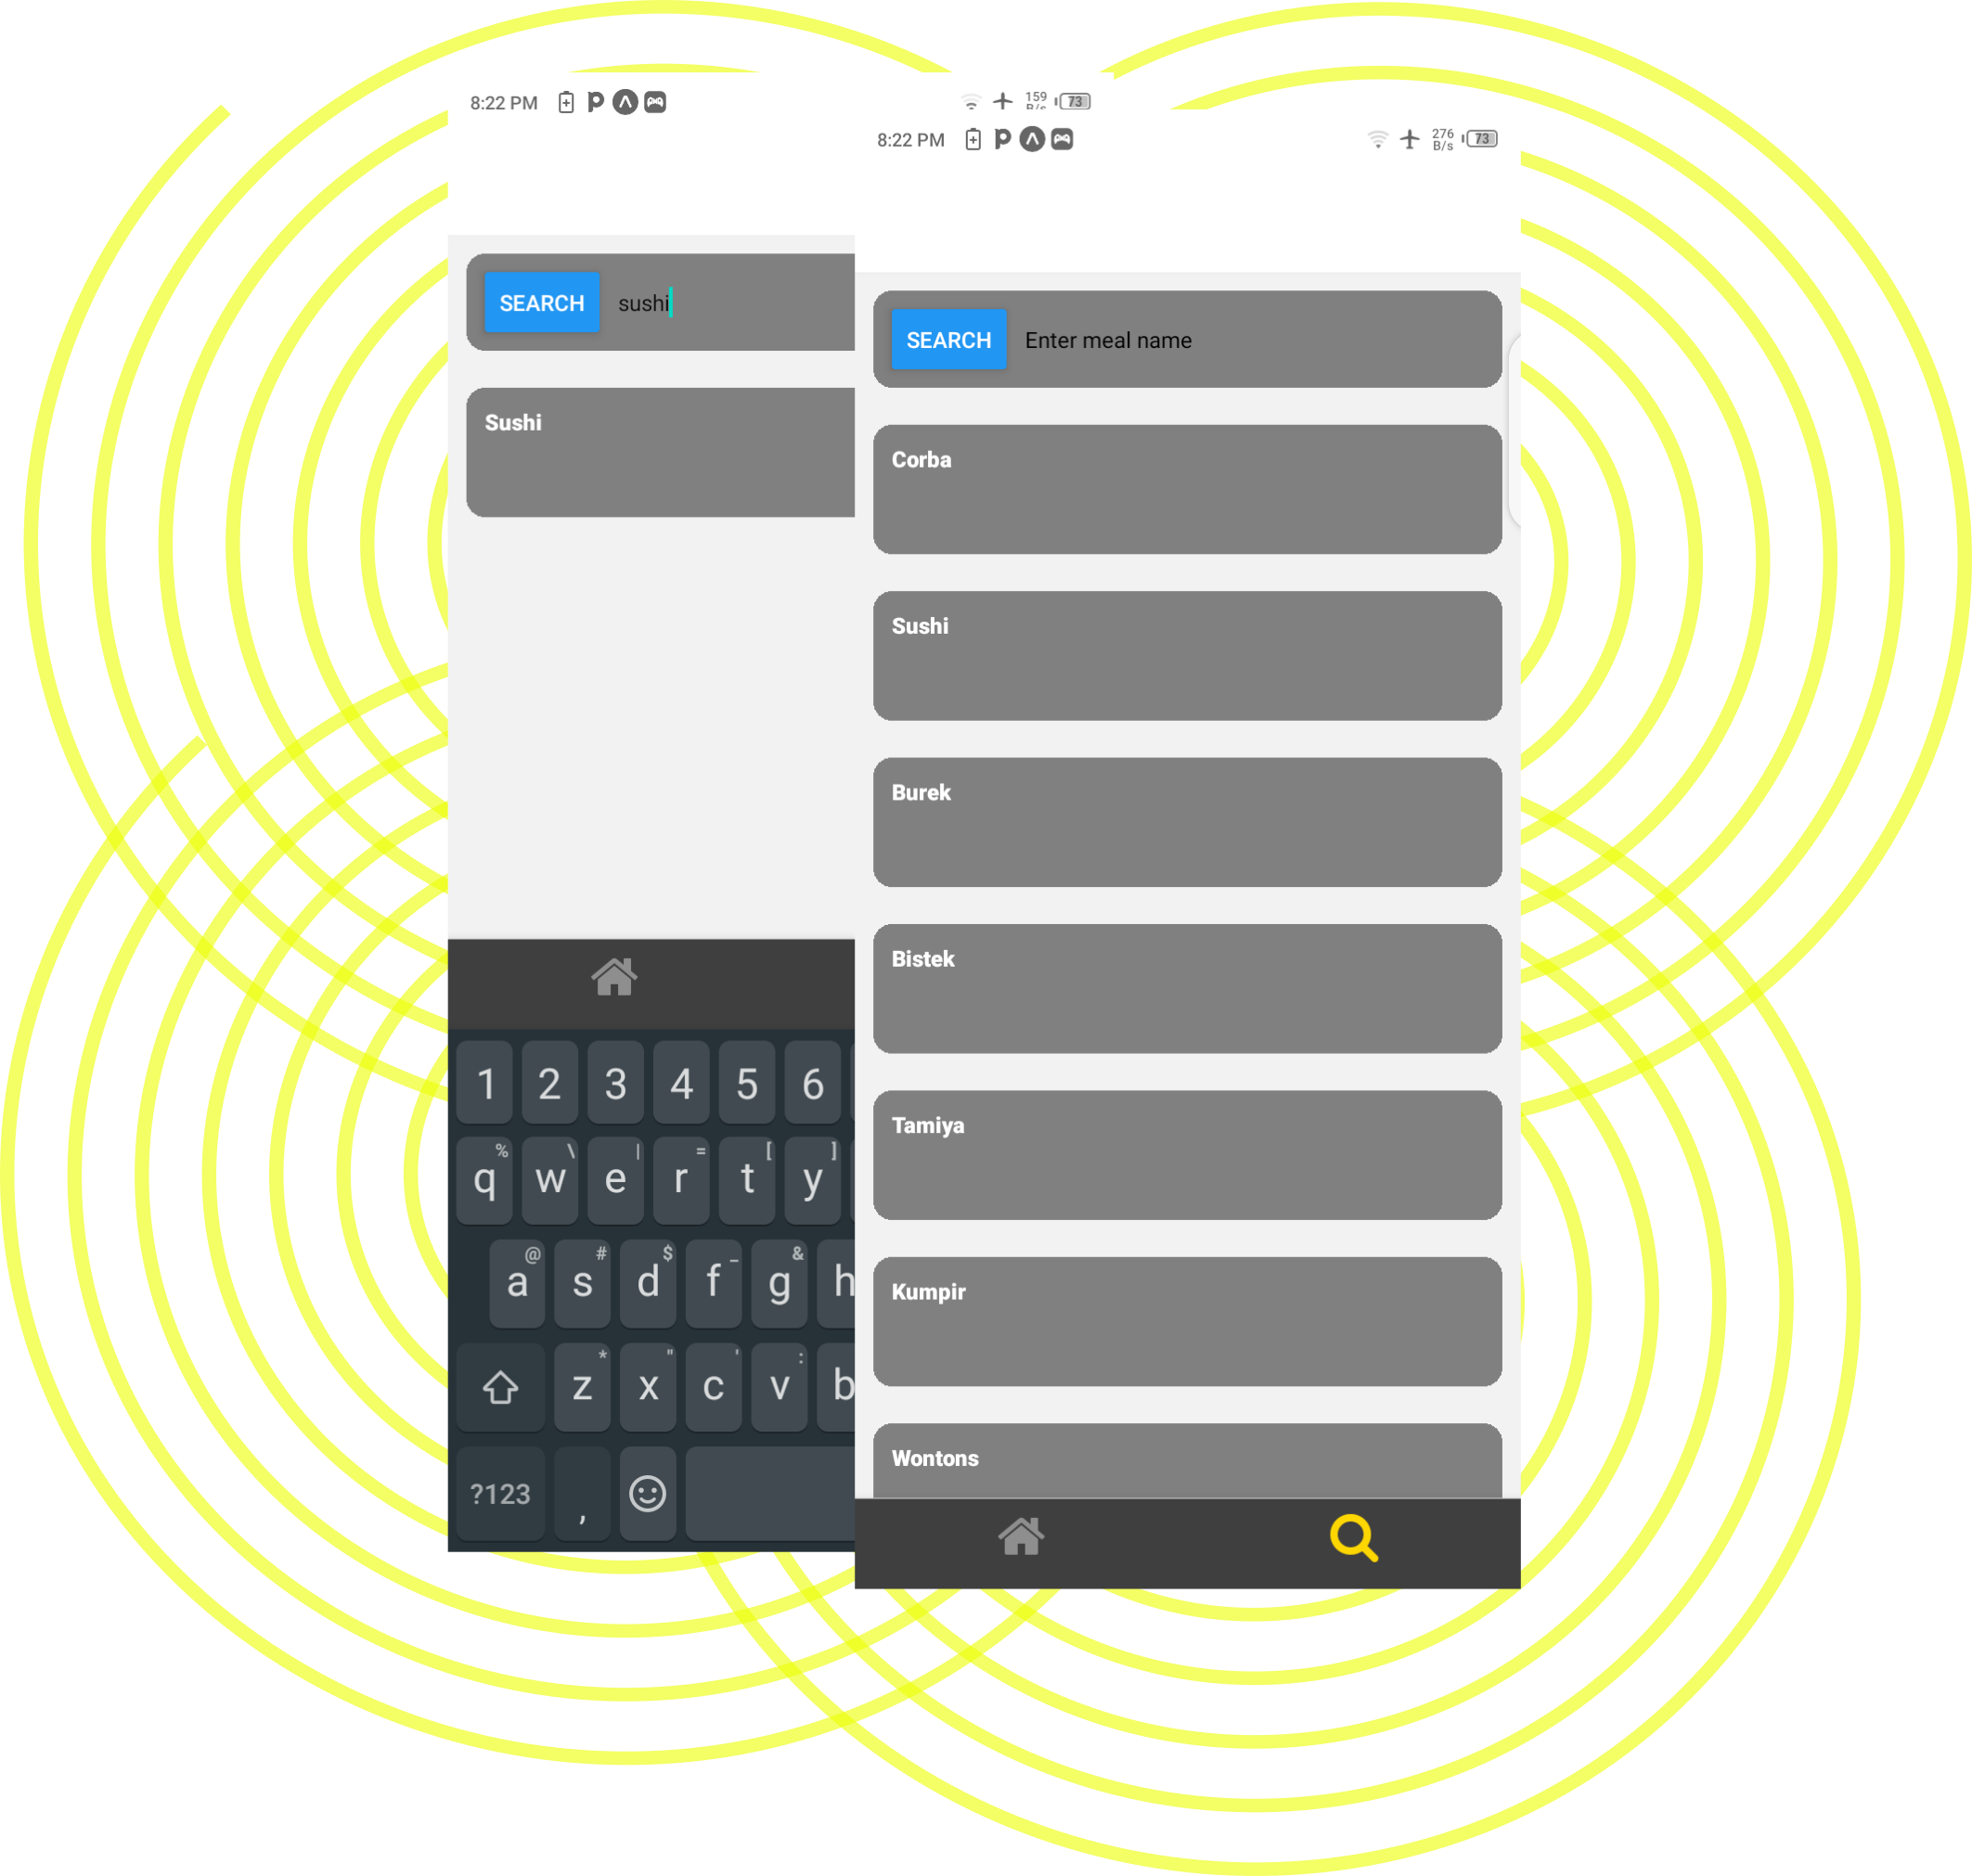 8:22 PM
159
73
SEARCH sushi
Sushi
1 2 3 4 5 6
% \ | = [ ]
q w e r t y
@ # $ _ &
a s d f g h
* " ' :
z x c v b
?123 ,
8:22 PM
276
B/s
73
SEARCH Enter meal name
Corba
Sushi
Burek
Bistek
Tamiya
Kumpir
Wontons